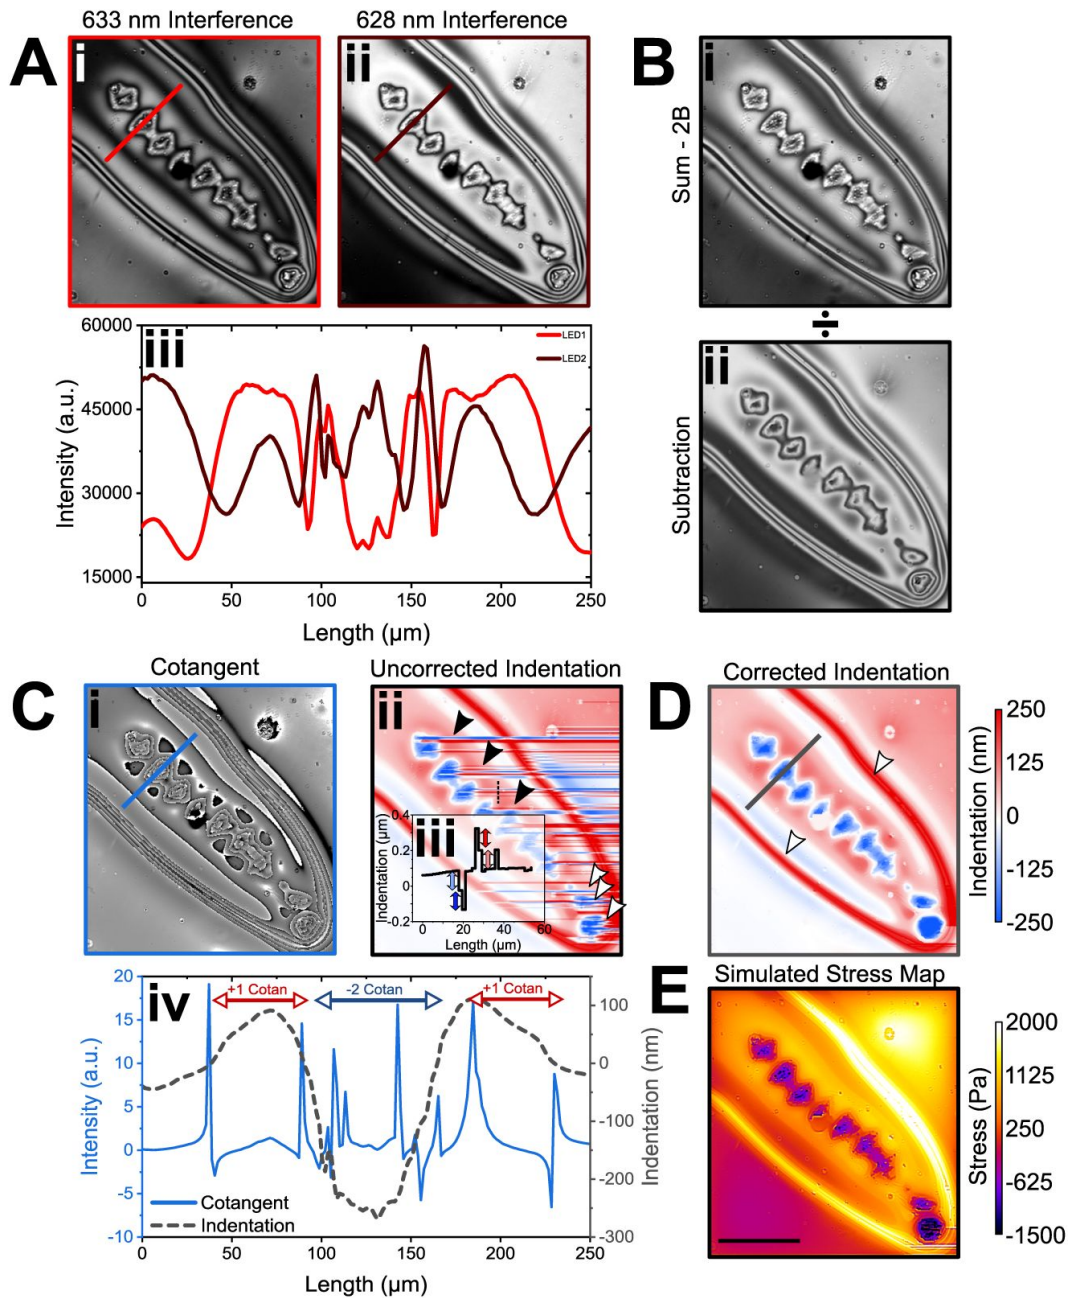 633 nm Interference
628 nm Interference
A
i
ii
B
i
Sum - 2B
÷
ii
Subtraction
iii
LED1
LED2
60000
45000
30000
15000
Intensity (a.u.)
0
50
100
150
200
250
Length (µm)
C
Cotangent
i
Uncorrected Indentation
ii
iii
0.4
0.2
0
-0.2
Indentation (µm)
0
20
40
60
Length (µm)
D
Corrected Indentation
250
125
0
-125
-250
Indentation (nm)
iv
+1 Cotan
-2 Cotan
+1 Cotan
20
15
10
5
0
-5
-10
Intensity (a.u.)
100
0
-100
-200
-300
Indentation (nm)
Cotangent
Indentation
0
50
100
150
200
250
Length (µm)
E
Simulated Stress Map
2000
1125
250
-625
-1500
Stress (Pa)